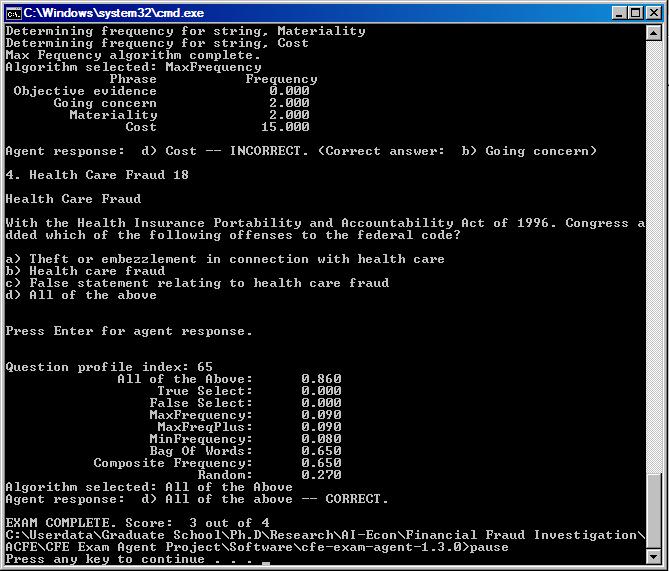 C:\Windows\system32\cmd.exe
Determining frequency for string, Materiality
Determining frequency for string, Cost
Max Fequency algorithm complete.
Algorithm selected: MaxFrequency
Phrase Frequency
Objective evidence 0.000
Going concern 2.000
Materiality 2.000
Cost 15.000
Agent response: d) Cost -- INCORRECT. (Correct answer: b) Going concern)
4. Health Care Fraud 18
Health Care Fraud
With the Health Insurance Portability and Accountability Act of 1996. Congress a
dded which of the following offenses to the federal code?
a) Theft or embezzlement in connection with health care
b) Health care fraud
c) False statement relating to health care fraud
d) All of the above
Press Enter for agent response.
Question profile index: 65
All of the Above: 0.860
True Select: 0.000
False Select: 0.000
MaxFrequency: 0.090
MaxFreqPlus: 0.090
MinFrequency: 0.080
Bag Of Words: 0.650
Composite Frequency: 0.650
Random: 0.270
Algorithm selected: All of the Above
Agent response: d) All of the above -- CORRECT.
EXAM COMPLETE. Score: 3 out of 4
C:\Userdata\Graduate School\Ph.D\Research\AI-Econ\Financial Fraud Investigation\
ACFE\CFE Exam Agent Project\Software\cfe-exam-agent-1.3.0>pause
Press any key to continue . . . _